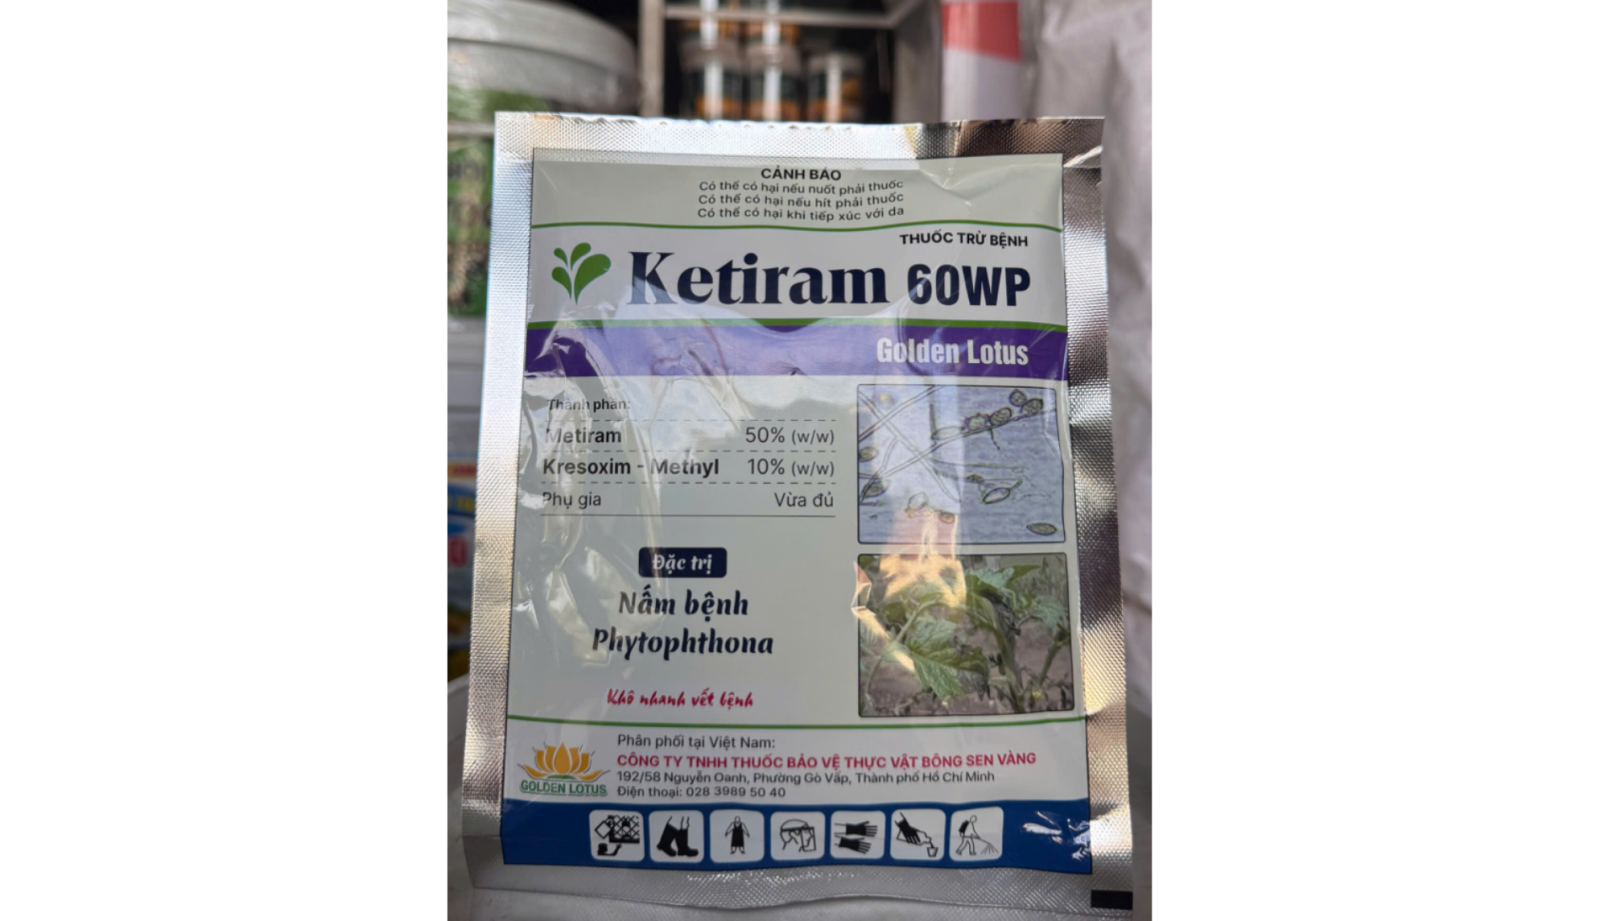 CẢNH BÁO
Có thể có hại nếu nuốt phải thuốc
Có thể có hại nếu hít phải thuốc
Có thể có hại khi tiếp xúc với da
THUỐC TRỪ BỆNH
Ketiram 60WP
Golden Lotus
Thành phần:
Metiram 50% (w/w)
Kresoxim - Methyl 10% (w/w)
Phụ gia Vừa đủ
Đặc trị
Nấm bệnh
Phytophthona
Khô nhanh vết bệnh
Phân phối tại Việt Nam:
CÔNG TY TNHH THUỐC BẢO VỆ THỰC VẬT BÔNG SEN VÀNG
192/58 Nguyễn Oanh, Phường Gò Vấp, Thành phố Hồ Chí Minh
Điện thoại: 028 3989 50 40
GOLDEN LOTUS